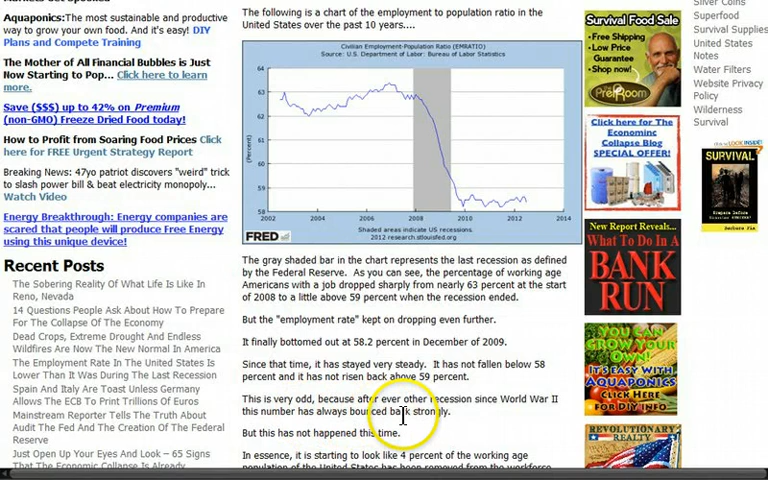 Aquaponics:The most sustainable and productive
way to grow your own food. And it's easy! DIY
Plans and Compete Training
The Mother of All Financial Bubbles is Just
Now Starting to Pop... Click here to learn
more.
Save ($$$) up to 42% on Premium
(non-GMO) Freeze Dried Food today!
How to Profit from Soaring Food Prices Click
here for FREE Urgent Strategy Report
Breaking News: 47yo patriot discovers "weird" trick
to slash power bill & beat electricity monopoly...
Watch Video
Energy Breakthrough: Energy companies are
scared that people will produce Free Energy
using this unique device!
Recent Posts
The Sobering Reality Of What Life Is Like In
Reno, Nevada
14 Questions People Ask About How To Prepare
For The Collapse Of The Economy
Dead Crops, Extreme Drought And Endless
Wildfires Are Now The New Normal In America
The Employment Rate In The United States Is
Lower Than It Was During The Last Recession
Spain And Italy Are Toast Unless Germany
Allows The ECB To Print Trillions Of Euros
Mainstream Reporter Tells The Truth About
Audit The Fed And The Creation Of The Federal
Reserve
Just Open Up Your Eyes And Look – 65 Signs
That The Economic Collapse Is Already
The following is a chart of the employment to population ratio in the
United States over the past 10 years....
Civilian Employment-Population Ratio (EMRATIO)
Source: U.S. Department of Labor: Bureau of Labor Statistics
64
63
62
61
60
59
58
(Percent)
2002 2004 2006 2008 2010 2012 2014
Shaded areas indicate US recessions.
FRED 2012 research.stlouisfed.org
The gray shaded bar in the chart represents the last recession as defined
by the Federal Reserve. As you can see, the percentage of working age
Americans with a job dropped sharply from nearly 63 percent at the start
of 2008 to a little above 59 percent when the recession ended.
But the "employment rate" kept on dropping even further.
It finally bottomed out at 58.2 percent in December of 2009.
Since that time, it has stayed very steady. It has not fallen below 58
percent and it has not risen back above 59 percent.
This is very odd, because after ever other recession since World War II
this number has always bounced back strongly.
But this has not happened this time.
In essence, it is starting to look like 4 percent of the working age
population of the United States has been removed from the workforce
Survival Food Sale
• Free Shipping
• Low Price
Guarantee
• Shop now!
PrepRoom
Click here for The
Econominc
Collapse Blog
SPECIAL OFFER!
New Report Reveals...
What To Do In A
BANK
RUN
YOU CAN
GROW YOUR
Own!
IT'S EASY WITH
AQUAPONICS
CLICK HERE
For DIY info.
REVOLUTIONARY
REALTY
Silver Coins
Superfood
Survival Supplies
United States
Notes
Water Filters
Website Privacy
Policy
Wilderness
Survival
LOOK INSIDE!
SURVIVAL